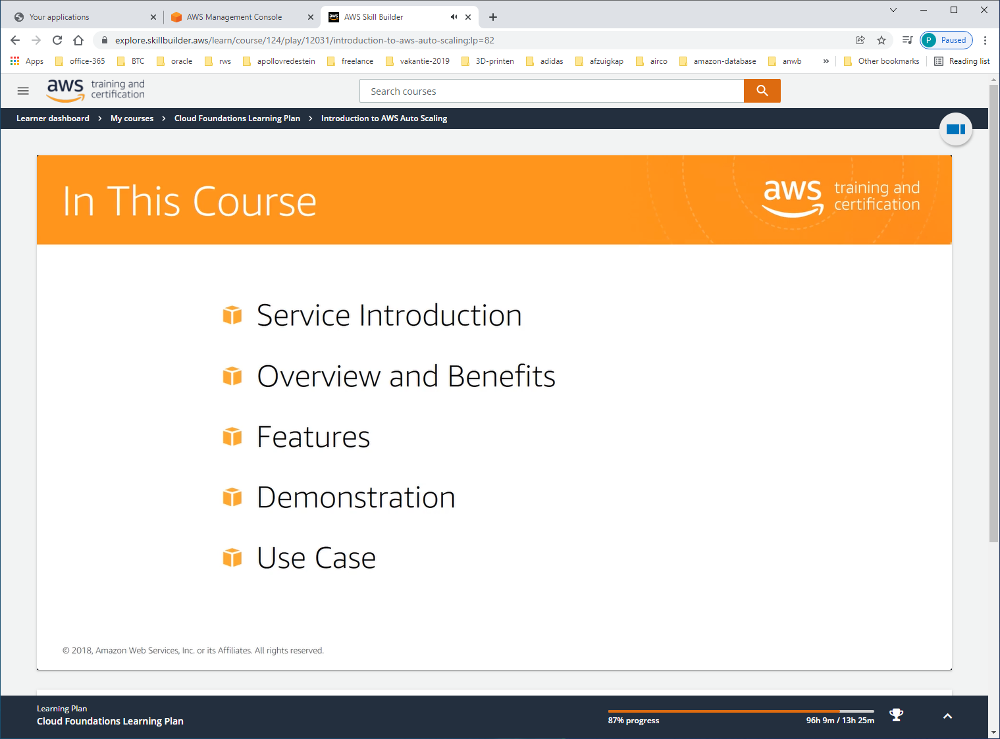 Your applications
AWS Management Console
aws
AWS Skill Builder
explore.skillbuilder.aws/learn/course/124/play/12031/introduction-to-aws-auto-scaling;lp=82
P Paused
Apps office-365 BTC oracle rws apollovredestein freelance vakantie-2019 3D-printen adidas afzuigkap airco amazon-database anwb » Other bookmarks Reading list
aws training and
certification
Search courses
Learner dashboard > My courses > Cloud Foundations Learning Plan > Introduction to AWS Auto Scaling
In This Course
aws training and
certification
Service Introduction
Overview and Benefits
Features
Demonstration
Use Case
© 2018, Amazon Web Services, Inc. or its Affiliates. All rights reserved.
Learning Plan
Cloud Foundations Learning Plan
87% progress
96h 9m / 13h 25m